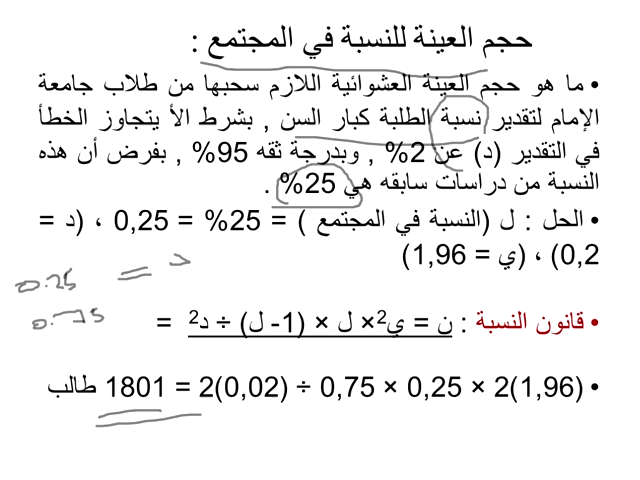 حجم العينة للنسبة في المجتمع :
• ما هو حجم العينة العشوائية اللازم سحبها من طلاب جامعة
الإمام لتقدير نسبة الطلبة كبار السن , بشرط الأ يتجاوز الخطأ
في التقدير (د) عن 2% , وبدرجة ثقه 95% , بفرض أن هذه
النسبة من دراسات سابقه هي 25% .
• الحل : ل (النسبة في المجتمع ) = 25% = 0,25 ، (د =
0,2) ، (ي = 1,96)
0.25 =
0.75
• قانون النسبة : ن = ي2× ل × (1- ل) ÷ د2 =
• (1,96)2 × 0,25 × 0,75 ÷ (0,02)2 = 1801 طالب